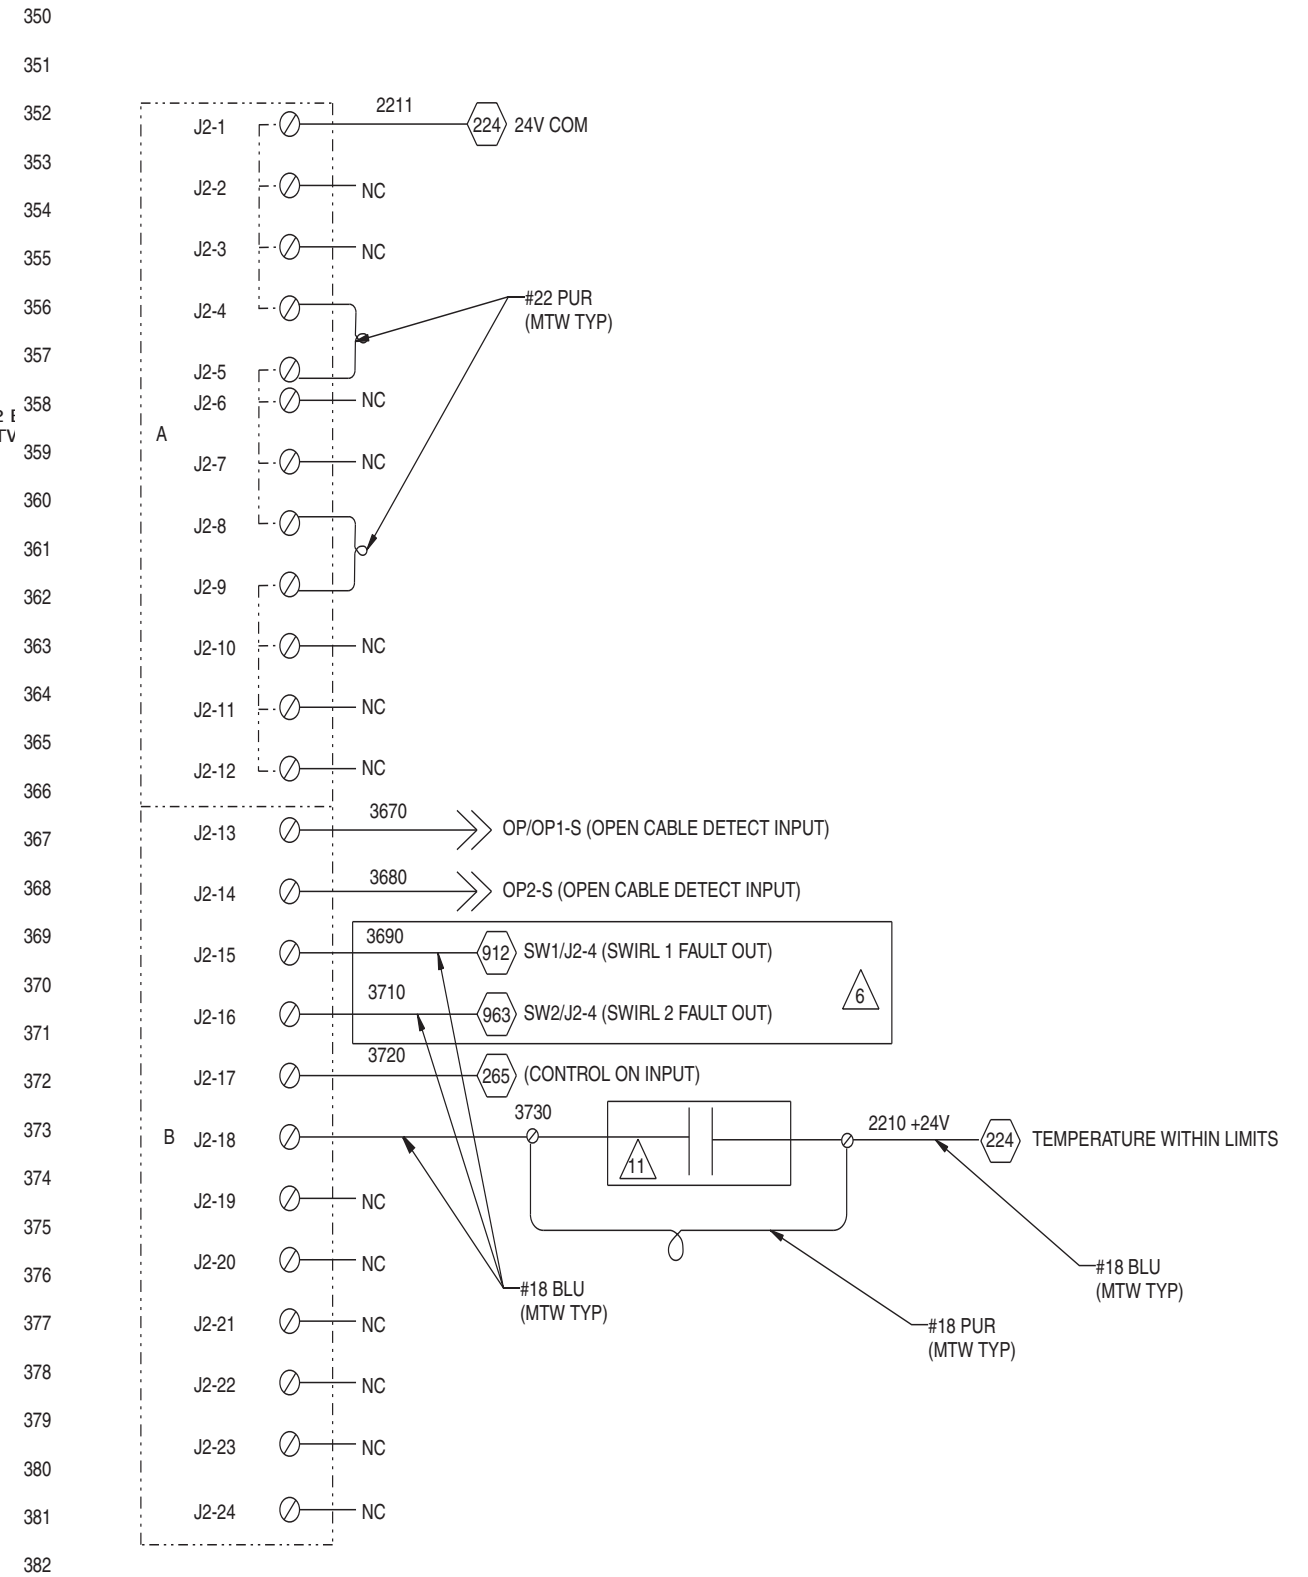 350
351
352
2211
J2-1
224
24V COM
353
J2-2
NC
354
J2-3
NC
355
356
J2-4
#22 PUR
(MTW TYP)
357
J2-5
J2-6
NC
358
A
359
J2-7
NC
360
J2-8
361
J2-9
362
363
J2-10
NC
364
J2-11
NC
365
J2-12
NC
366
3670
367
J2-13
OP/OP1-S (OPEN CABLE DETECT INPUT)
3680
368
J2-14
OP2-S (OPEN CABLE DETECT INPUT)
369
3690
J2-15
912
SW1/J2-4 (SWIRL 1 FAULT OUT)
370
3710
6
J2-16
963
SW2/J2-4 (SWIRL 2 FAULT OUT)
371
3720
372
J2-17
265
(CONTROL ON INPUT)
3730
373
B
J2-18
2210 +24V
224
TEMPERATURE WITHIN LIMITS
11
374
J2-19
NC
375
J2-20
NC
376
#18 BLU
(MTW TYP)
#18 BLU
(MTW TYP)
377
J2-21
NC
#18 PUR
(MTW TYP)
378
J2-22
NC
379
J2-23
NC
380
J2-24
NC
381
382